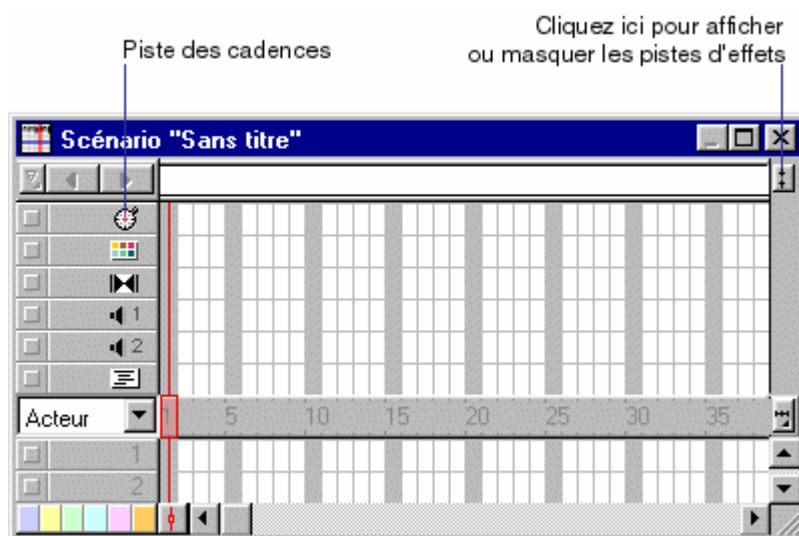 Cliquez ici pour afficher
ou masquer les pistes d'effets
Piste des cadences
Scénario "Sans titre"
1
2
Acteur
1 5 10 15 20 25 30 35
1
2